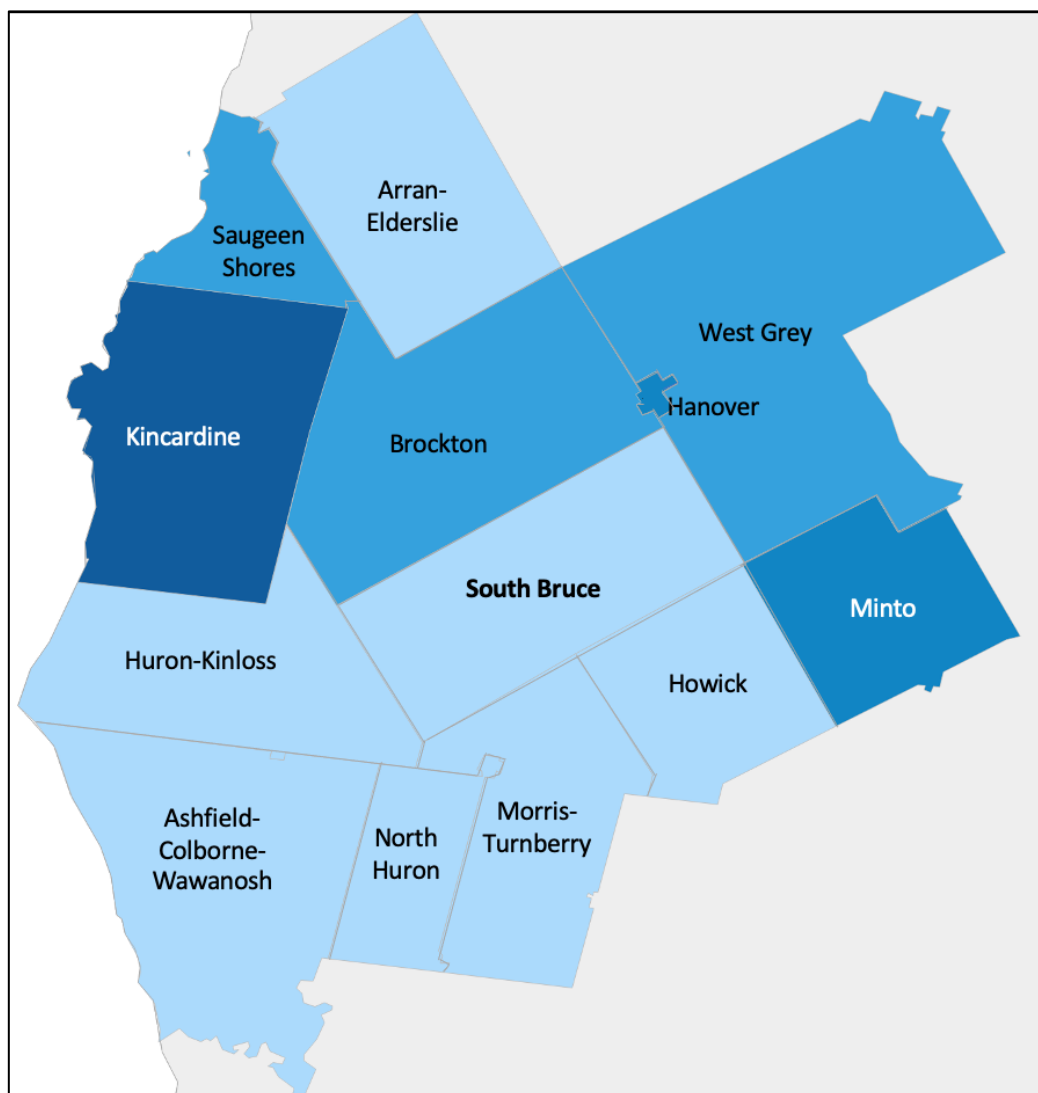 Arran-
Elderslie
Saugeen
Shores
West Grey
Hanover
Kincardine
Brockton
South Bruce
Minto
Huron-Kinloss
Howick
Ashfield-
Colborne-
Wawanosh
North
Huron
Morris-
Turnberry